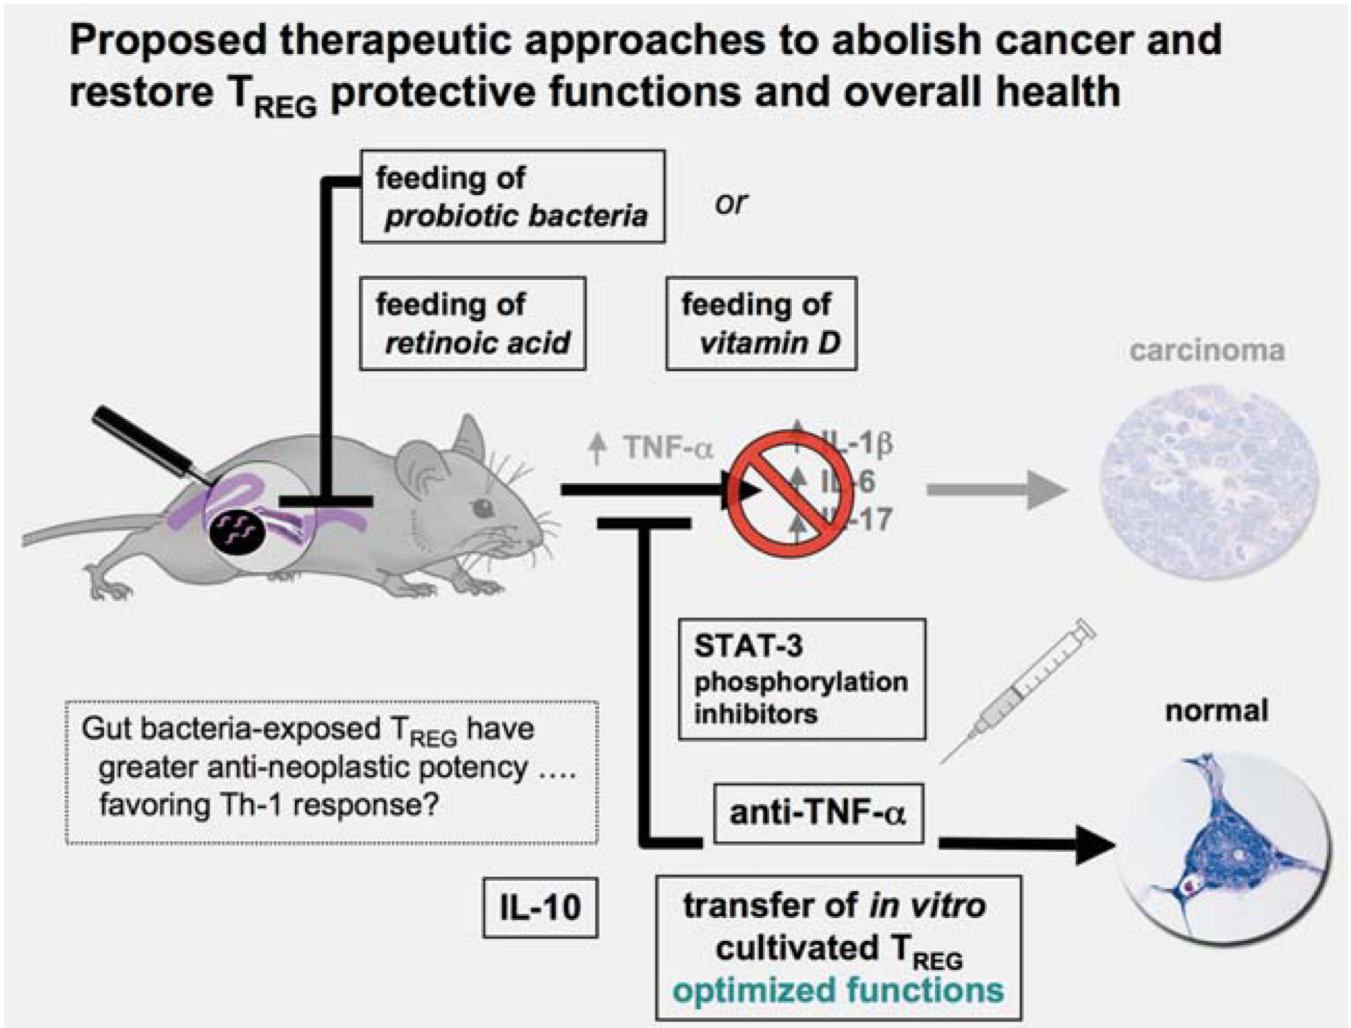 Proposed therapeutic approaches to abolish cancer and
restore TREG protective functions and overall health
feeding of
probiotic bacteria
or
feeding of
retinoic acid
feeding of
vitamin D
carcinoma
TNF-α
IL-1β
IL-6
IL-17
STAT-3
phosphorylation
inhibitors
normal
Gut bacteria-exposed TREG have
greater anti-neoplastic potency ....
favoring Th-1 response?
anti-TNF-α
IL-10
transfer of in vitro
cultivated TREG
optimized functions